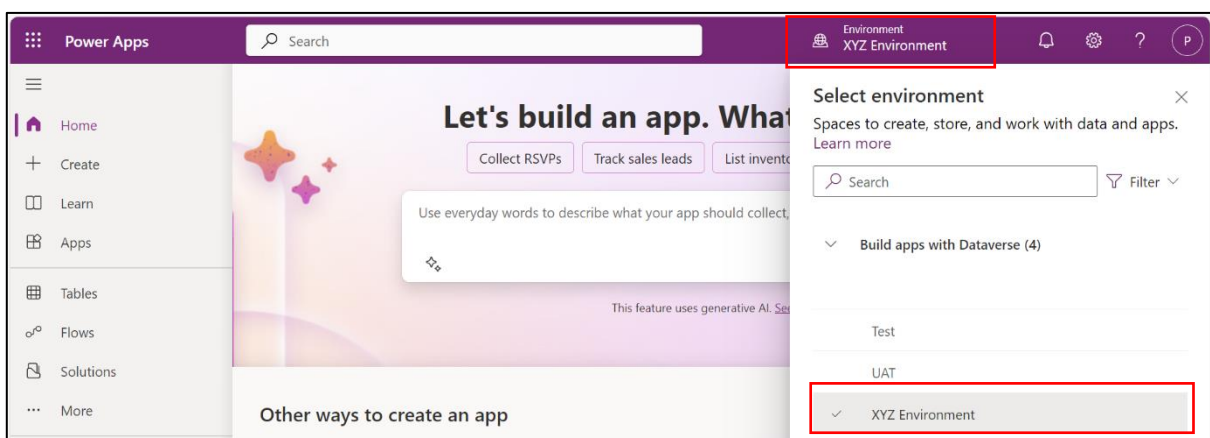 Power Apps
Search
Environment
XYZ Environment
?
P
Home
Create
Learn
Apps
Tables
Flows
Solutions
More
Let's build an app. What
Collect RSVPs
Track sales leads
List invento
Use everyday words to describe what your app should collect,
This feature uses generative AI. See
Other ways to create an app
Select environment
Spaces to create, store, and work with data and apps.
Learn more
Search
Filter
Build apps with Dataverse (4)
Test
UAT
XYZ Environment